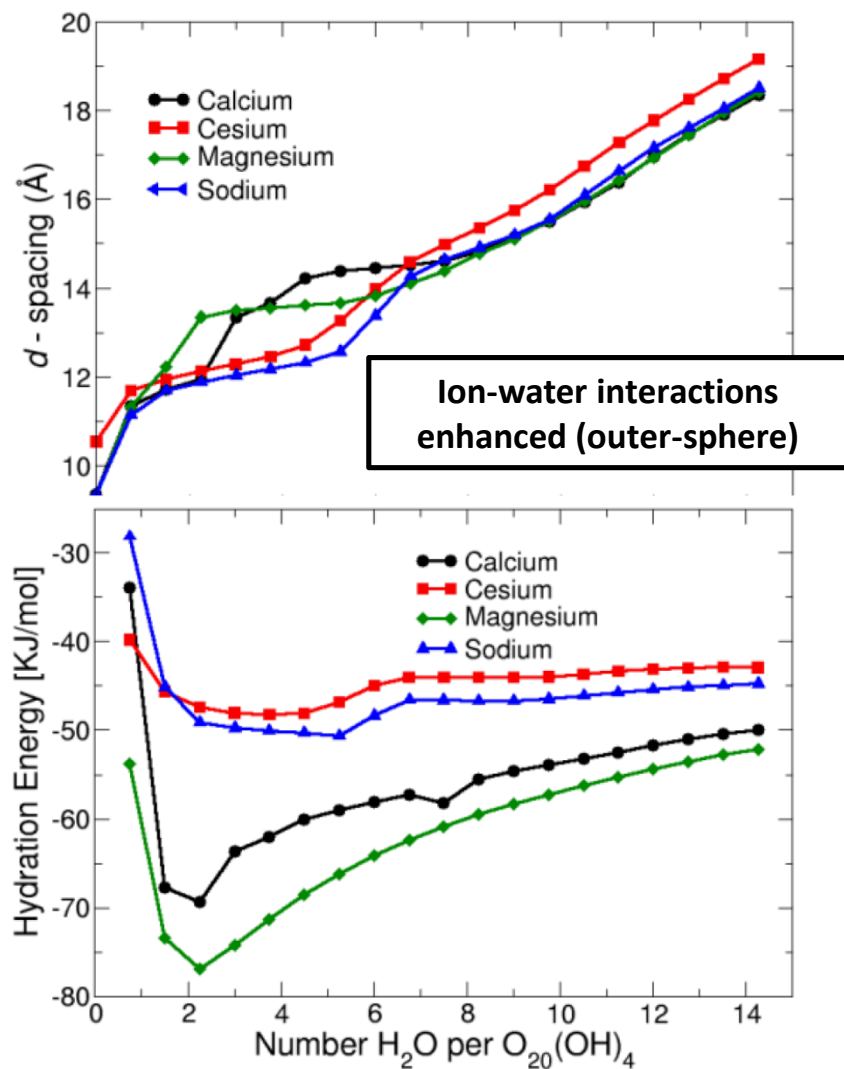 20
18
16
14
12
10
d - spacing (Å)
Calcium
Cesium
Magnesium
Sodium
Ion-water interactions
enhanced (outer-sphere)
-30
-40
-50
-60
-70
-80
Hydration Energy [KJ/mol]
Calcium
Cesium
Magnesium
Sodium
0 2 4 6 8 10 12 14
Number H₂O per O₂₀(OH)₄